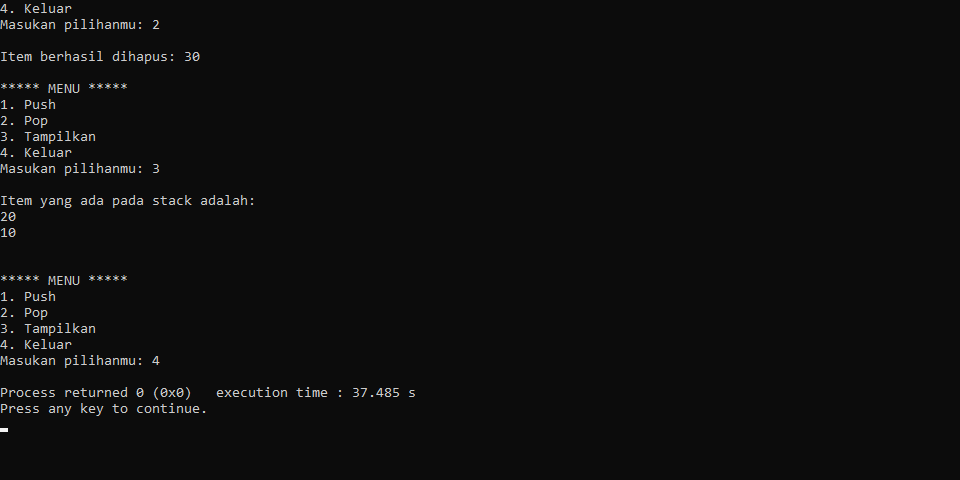 4. Keluar
Masukan pilihanmu: 2
Item berhasil dihapus: 30
***** MENU *****
1. Push
2. Pop
3. Tampilkan
4. Keluar
Masukan pilihanmu: 3
Item yang ada pada stack adalah:
20
10
***** MENU *****
1. Push
2. Pop
3. Tampilkan
4. Keluar
Masukan pilihanmu: 4
Process returned 0 (0x0)   execution time : 37.485 s
Press any key to continue.